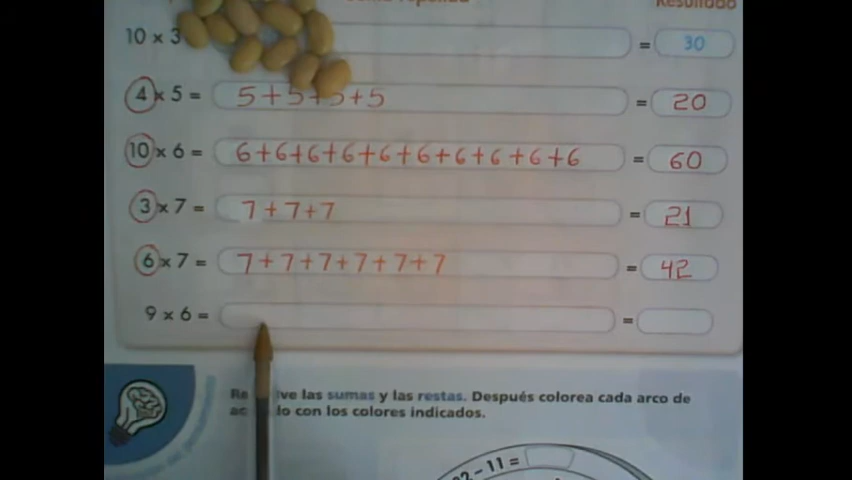 Resultado
10 x 3 = 30
4 x 5 = 5+5+5+5 = 20
10 x 6 = 6+6+6+6+6+6+6+6+6+6 = 60
3 x 7 = 7+7+7 = 21
6 x 7 = 7+7+7+7+7+7 = 42
9 x 6 = =
las sumas y las restas. Después colorea cada arco de
con los colores indicados.
- 11 =